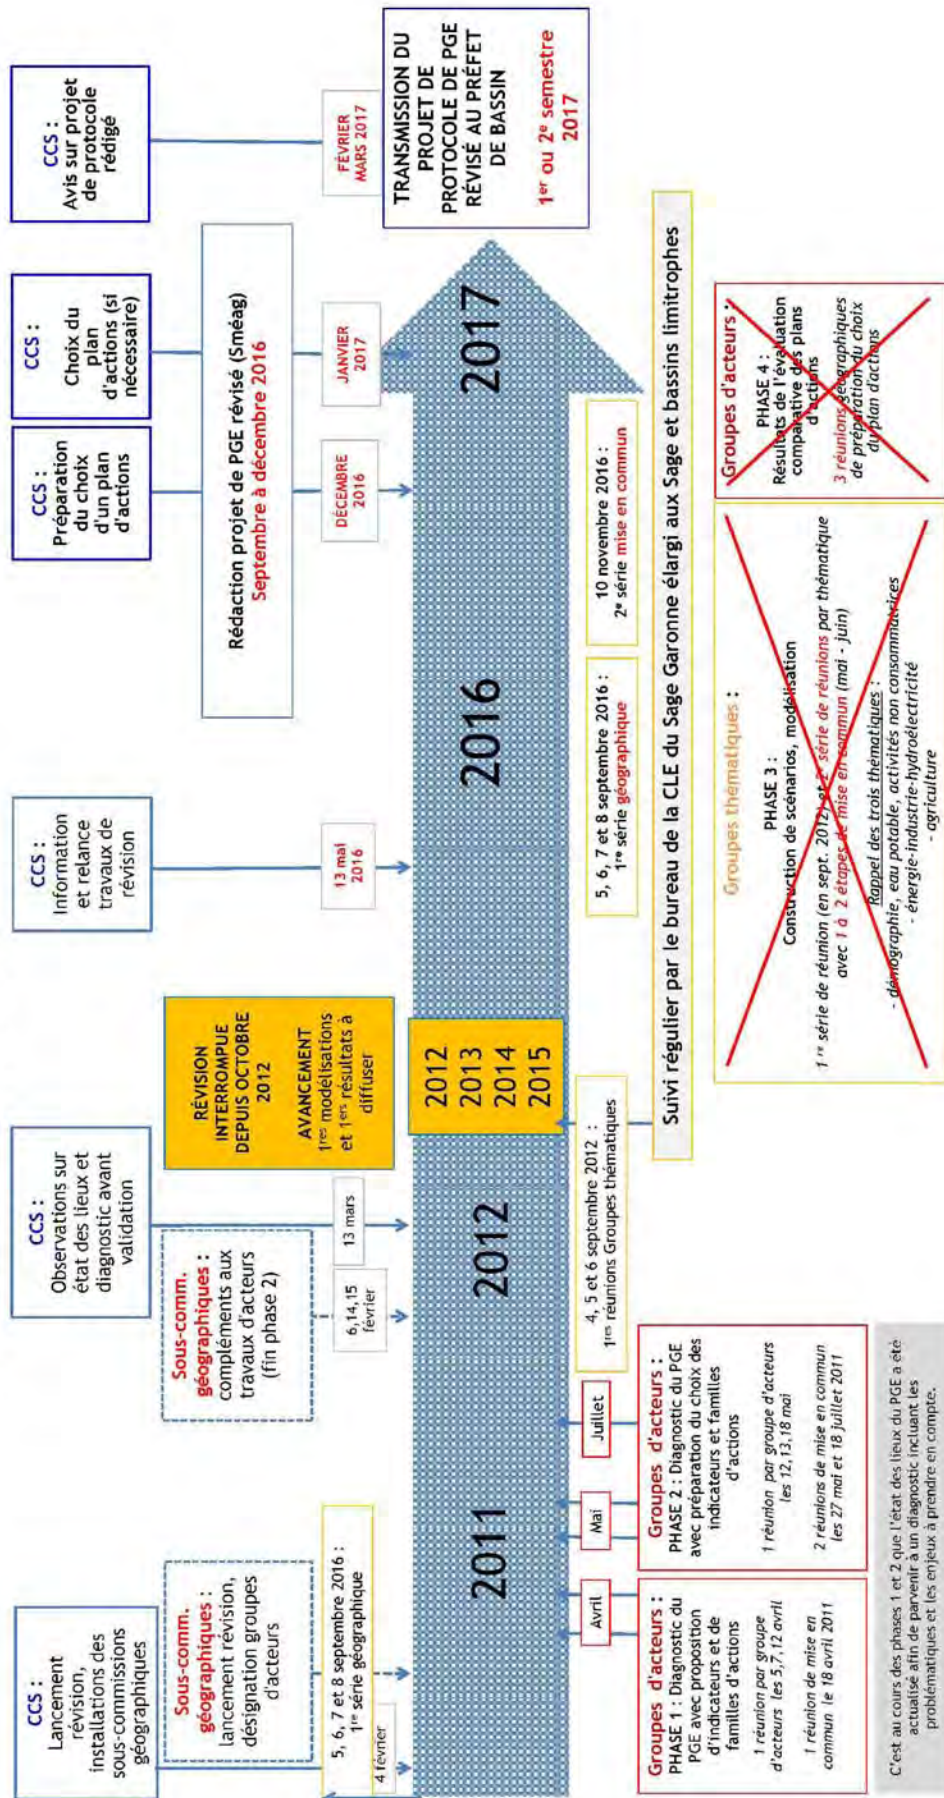 CCS :
Lancement
révision,
installations des
sous-commissions
géographiques
CCS :
Observations sur
état des lieux et
diagnostic avant
validation
CCS :
Information
et relance
travaux de
révision
CCS :
Préparation
du choix
d'un plan
d'actions
CCS :
Choix du
plan
d'actions (si
nécessaire)
CCS :
Avis sur projet
de protocole
rédigé
Sous-comm.
géographiques :
lancement révision,
désignation groupes
d'acteurs
Sous-comm.
géographiques :
compléments aux
travaux d'acteurs
(fin phase 2)
RÉVISION
INTERROMPUE
DEPUIS OCTOBRE
2012
AVANCEMENT
1res modélisations
et 1ers résultats à
diffuser
Rédaction projet de PGE révisé (Sméag)
Septembre à décembre 2016
5, 6, 7 et 8 septembre 2016 :
1re série géographique
4 février
6,14,15
février
13 mars
13 mai
2016
DÉCEMBRE
2016
JANVIER
2017
FÉVRIER
MARS 2017
2011
2012
2012
2013
2014
2015
2016
2017
TRANSMISSION DU
PROJET DE
PROTOCOLE DE PGE
RÉVISÉ AU PRÉFET
DE BASSIN
1er ou 2e semestre
2017
Avril
Mai
Juillet
4, 5 et 6 septembre 2012 :
1res réunions Groupes thématiques
5, 6, 7 et 8 septembre 2016 :
1re série géographique
10 novembre 2016 :
2e série mise en commun
Suivi régulier par le bureau de la CLE du Sage Garonne élargi aux Sage et bassins limitrophes
Groupes d'acteurs :
PHASE 1 : Diagnostic du
PGE avec proposition
d'indicateurs et de
familles d'actions
1 réunion par groupe
d'acteurs les 5,7,12 avril
1 réunion de mise en
commun le 18 avril 2011
Groupes d'acteurs :
PHASE 2 : Diagnostic du PGE
avec préparation du choix des
indicateurs et familles
d'actions
1 réunion par groupe d'acteurs
les 12,13,18 mai
2 réunions de mise en commun
les 27 mai et 18 juillet 2011
Groupes thématiques :
PHASE 3 :
Construction de scénarios, modélisation
1re série de réunion (en sept. 2012) et 2e série de réunions par thématique
avec 1 à 2 étapes de mise en commun (mai - juin)
Rappel des trois thématiques :
- démographie, eau potable, activités non consommatrices
- énergie-industrie-hydroélectricité
- agriculture
Groupes d'acteurs :
PHASE 4 :
Résultats de l'évaluation
comparative des plans
d'actions
3 réunions géographiques
de préparation du choix
du plan d'actions
C'est au cours des phases 1 et 2 que l'état des lieux du PGE a été
actualisé afin de parvenir à un diagnostic incluant les
problématiques et les enjeux à prendre en compte.